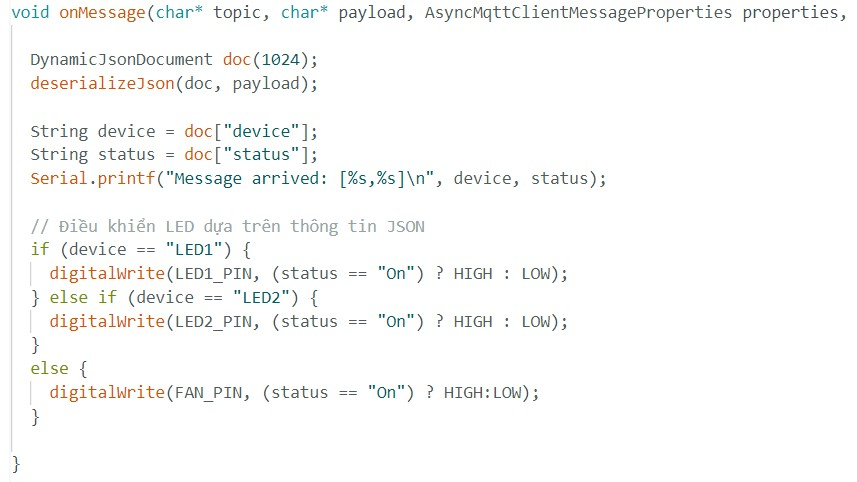 void onMessage(char* topic, char* payload, AsyncMqttClientMessageProperties properties,
DynamicJsonDocument doc(1024);
deserializeJson(doc, payload);
String device = doc["device"];
String status = doc["status"];
Serial.printf("Message arrived: [%s,%s]\n", device, status);
// Điều khiển LED dựa trên thông tin JSON
if (device == "LED1") {
digitalWrite(LED1_PIN, (status == "On") ? HIGH : LOW);
} else if (device == "LED2") {
digitalWrite(LED2_PIN, (status == "On") ? HIGH : LOW);
}
else {
digitalWrite(FAN_PIN, (status == "On") ? HIGH:LOW);
}
}